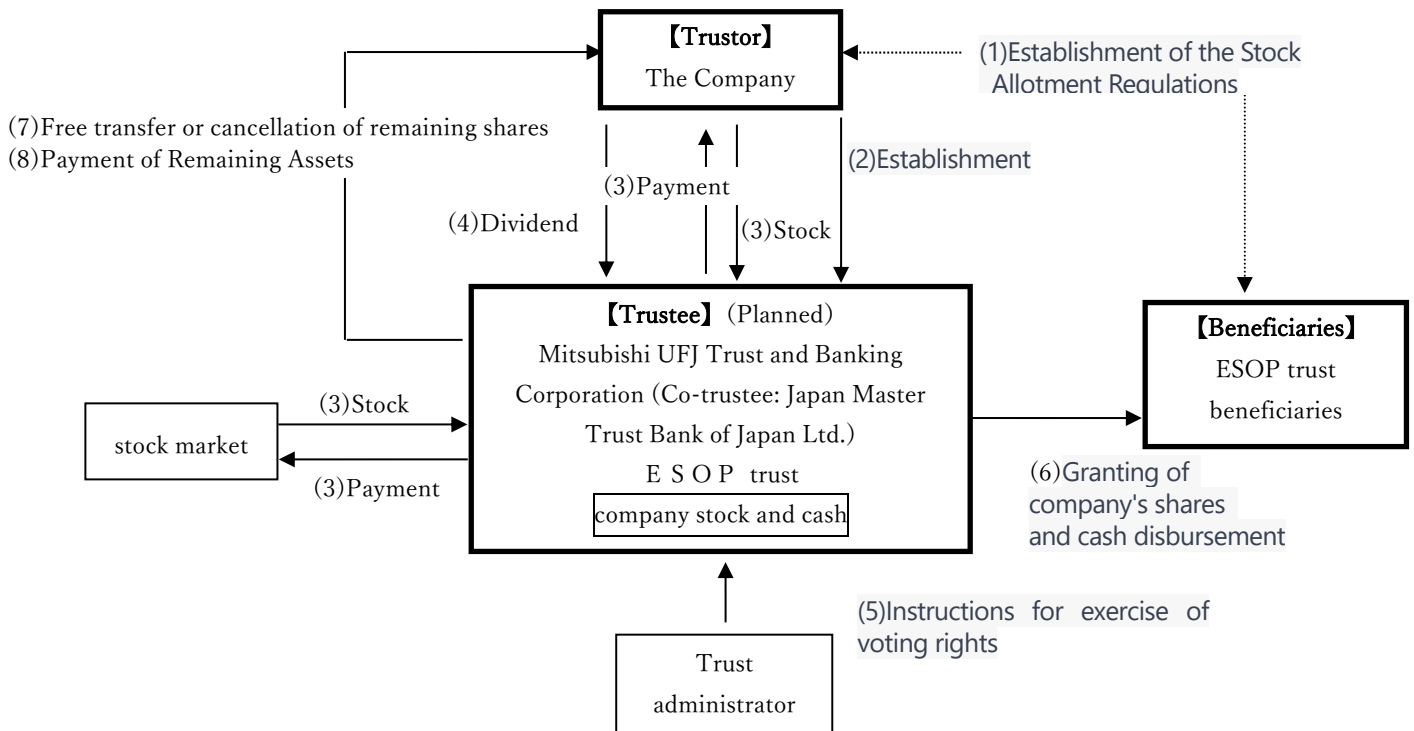 【Trustor】
The Company
(1)Establishment of the Stock
Allotment Regulations
(7)Free transfer or cancellation of remaining shares
(8)Payment of Remaining Assets
(2)Establishment
(3)Payment
(4)Dividend
(3)Stock
【Trustee】 (Planned)
Mitsubishi UFJ Trust and Banking
Corporation (Co-trustee: Japan Master
Trust Bank of Japan Ltd.)
ＥＳＯＰ trust
company stock and cash
【Beneficiaries】
ESOP trust
beneficiaries
(3)Stock
stock market
(3)Payment
(6)Granting of
company's shares
and cash disbursement
(5)Instructions for exercise of
voting rights
Trust
administrator